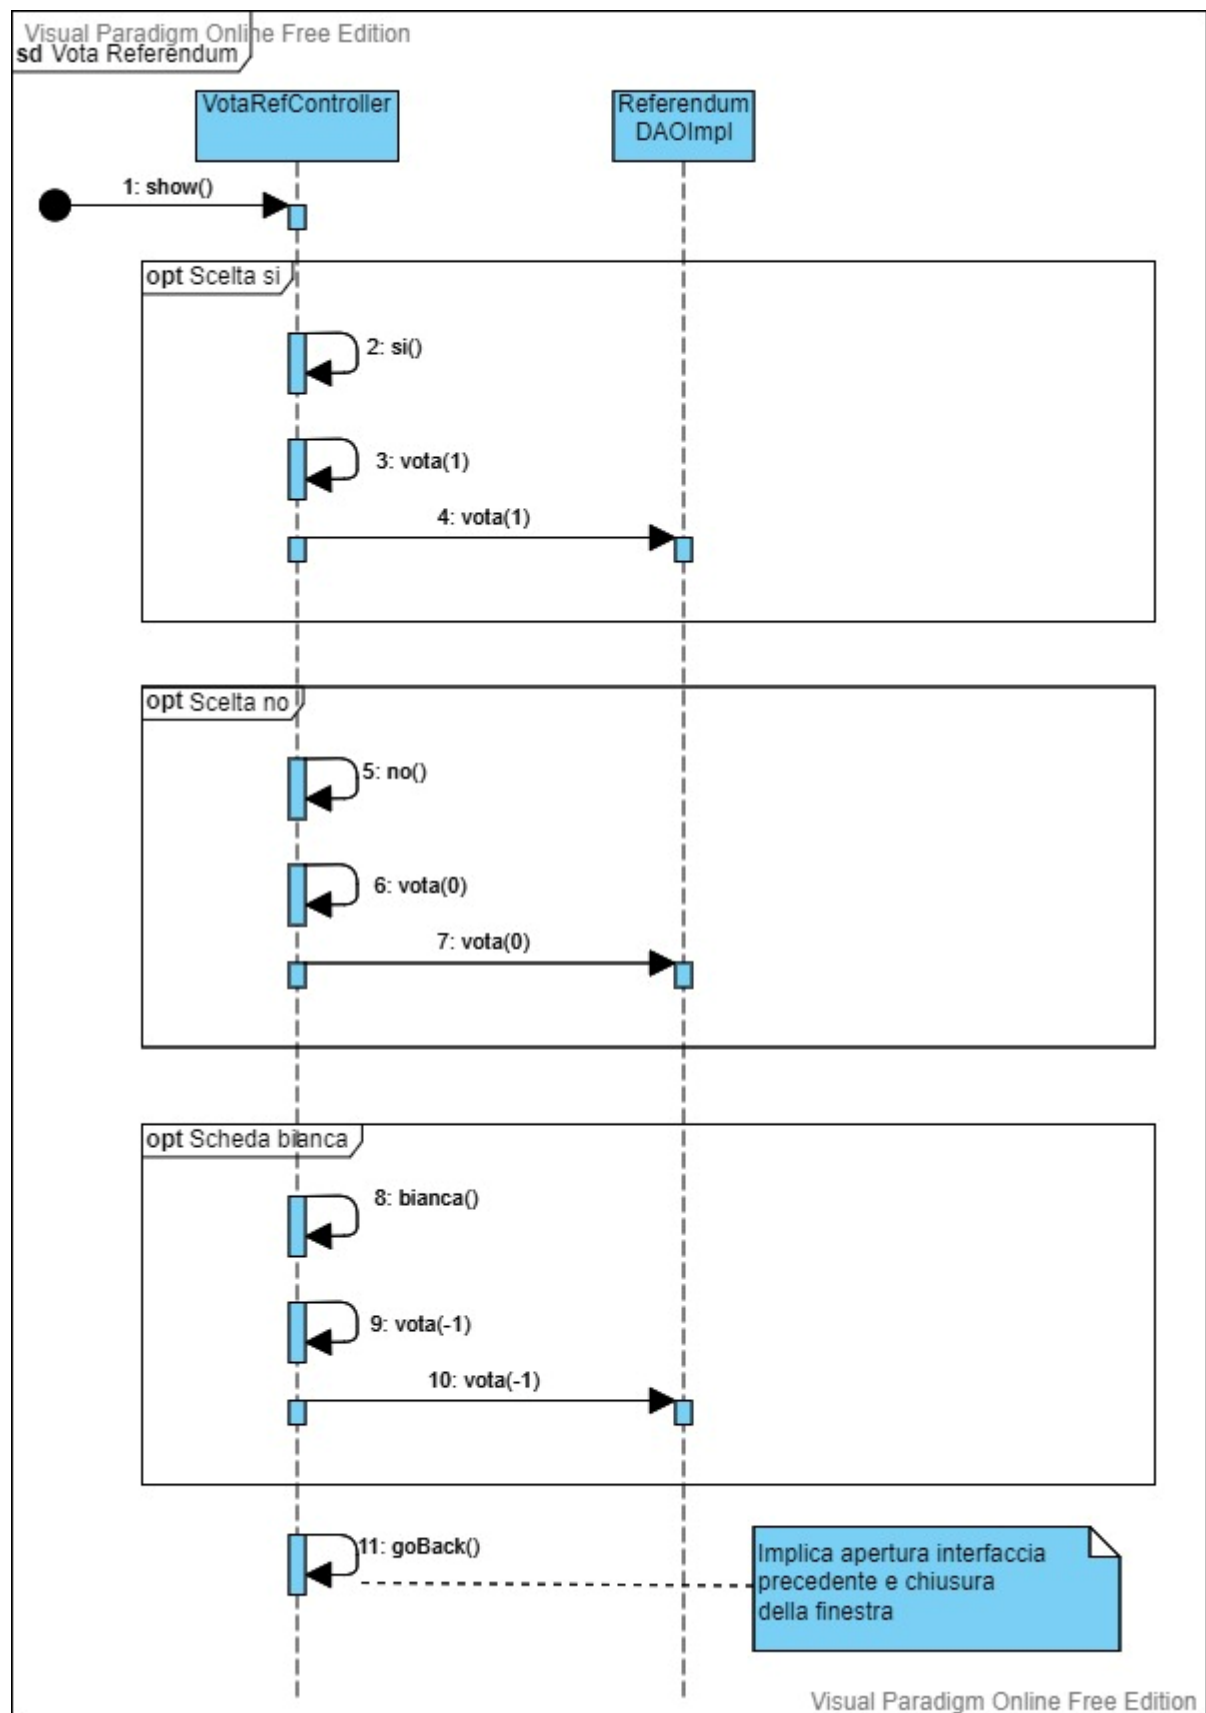 Visual Paradigm Online Free Edition
sd Vota Referendum
VotaRefController
Referendum
DAOImpl
1: show()
opt Scelta si
2: si()
3: vota(1)
4: vota(1)
opt Scelta no
5: no()
6: vota(0)
7: vota(0)
opt Scheda bianca
8: bianca()
9: vota(-1)
10: vota(-1)
11: goBack()
Implica apertura interfaccia
precedente e chiusura
della finestra
Visual Paradigm Online Free Edition